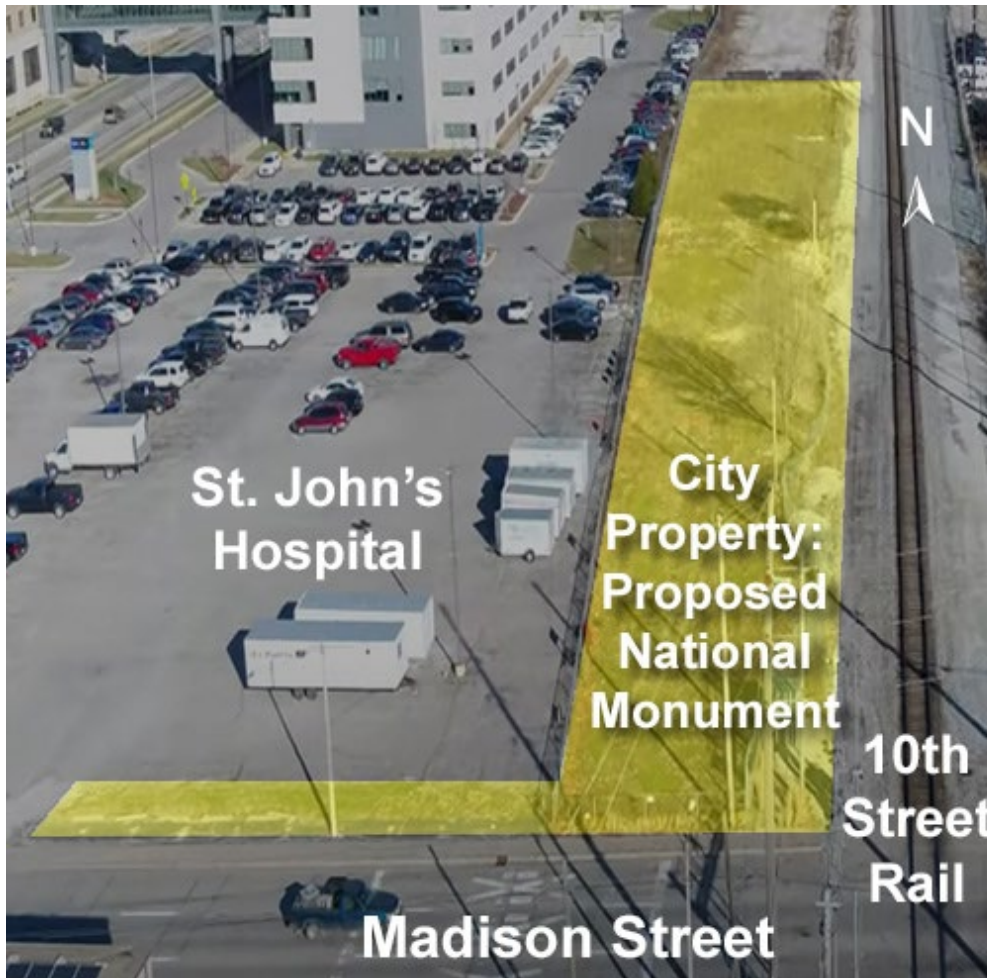 N
St. John's
Hospital
City
Property:
Proposed
National
Monument
10th
Street
Rail
Madison Street